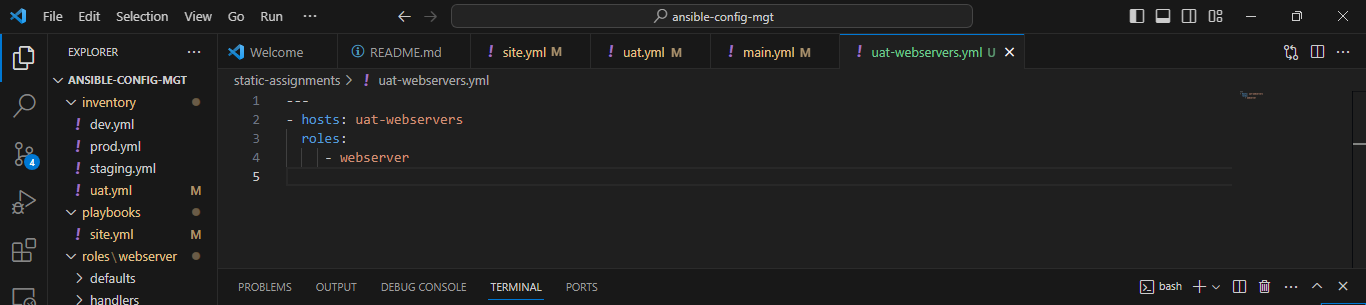 File Edit Selection View Go Run ··· ansible-config-mgt
EXPLORER ···
Welcome README.md site.yml M uat.yml M main.yml M uat-webservers.yml U
ANSIBLE-CONFIG-MGT
static-assignments > ! uat-webservers.yml
inventory
! dev.yml
! prod.yml
! staging.yml
! uat.yml M
playbooks
! site.yml M
roles\webserver
defaults
handlers
4
1 ---
2 - hosts: uat-webservers
3 roles:
4 - webserver
5
PROBLEMS OUTPUT DEBUG CONSOLE TERMINAL PORTS bash